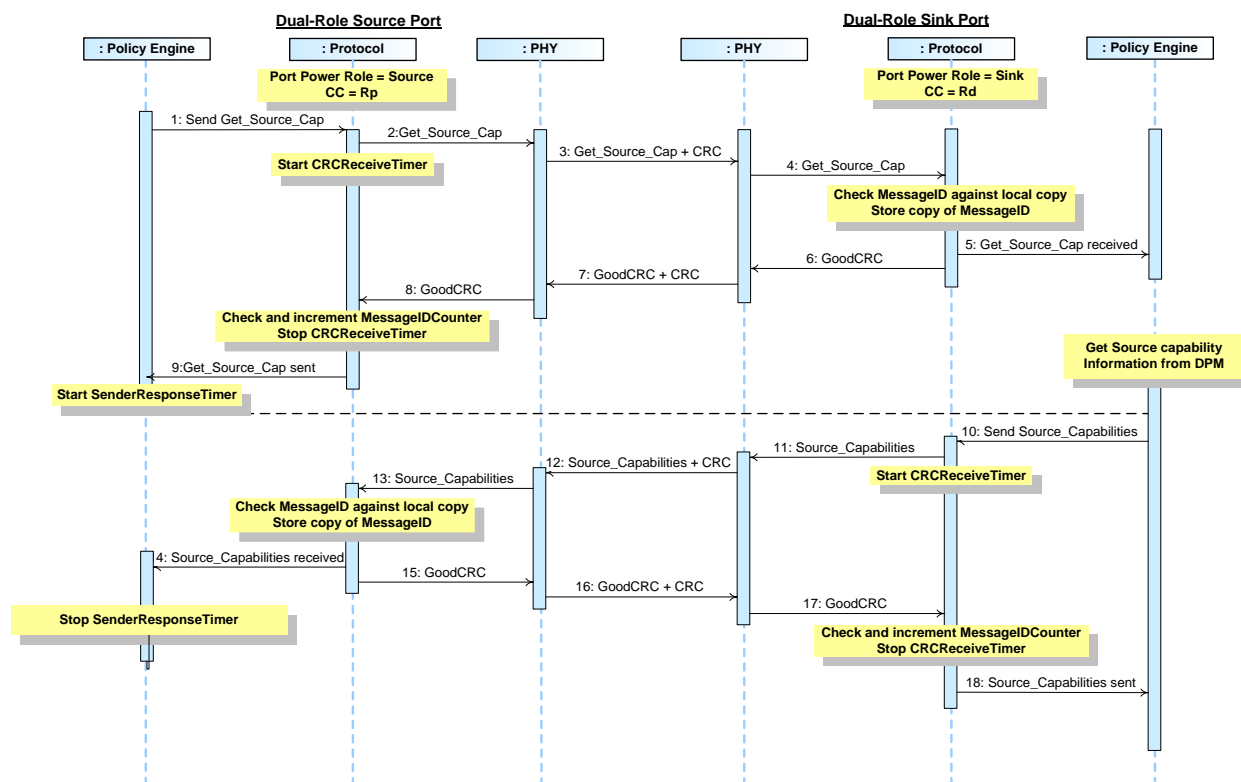 Dual-Role Source Port
Dual-Role Sink Port
: Policy Engine
: Protocol
: PHY
: PHY
: Protocol
: Policy Engine
Port Power Role = Source
CC = Rp
Port Power Role = Sink
CC = Rd
1: Send Get_Source_Cap
2:Get_Source_Cap
Start CRCReceiveTimer
3: Get_Source_Cap + CRC
4: Get_Source_Cap
Check MessageID against local copy
Store copy of MessageID
5: Get_Source_Cap received
6: GoodCRC
7: GoodCRC + CRC
8: GoodCRC
Check and increment MessageIDCounter
Stop CRCReceiveTimer
9:Get_Source_Cap sent
Start SenderResponseTimer
Get Source capability
Information from DPM
10: Send Source_Capabilities
11: Source_Capabilities
Start CRCReceiveTimer
12: Source_Capabilities + CRC
13: Source_Capabilities
Check MessageID against local copy
Store copy of MessageID
4: Source_Capabilities received
15: GoodCRC
16: GoodCRC + CRC
17: GoodCRC
Stop SenderResponseTimer
Check and increment MessageIDCounter
Stop CRCReceiveTimer
18: Source_Capabilities sent